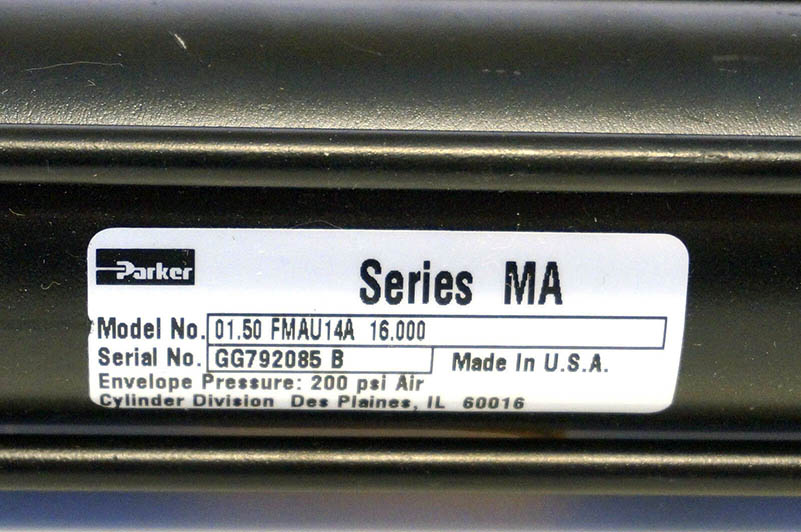 Parker
Series MA
Model No. 01.50 FMAU14A 16.000
Serial No. GG792085 B Made In U.S.A.
Envelope Pressure: 200 psi Air
Cylinder Division Des Plaines, IL 60016